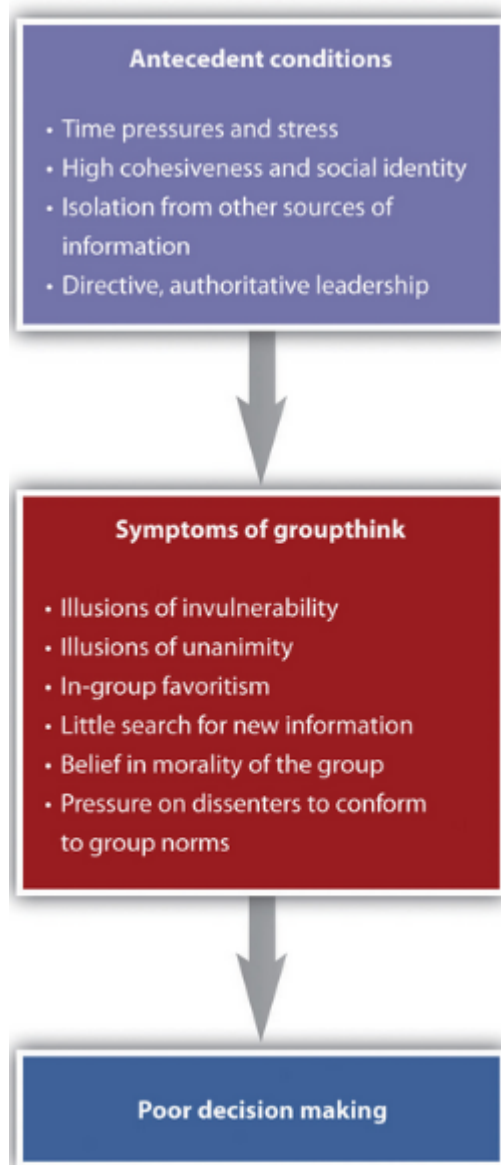 Antecedent conditions
• Time pressures and stress
• High cohesiveness and social identity
• Isolation from other sources of
information
• Directive, authoritative leadership
Symptoms of groupthink
• Illusions of invulnerability
• Illusions of unanimity
• In-group favoritism
• Little search for new information
• Belief in morality of the group
• Pressure on dissenters to conform
to group norms
Poor decision making